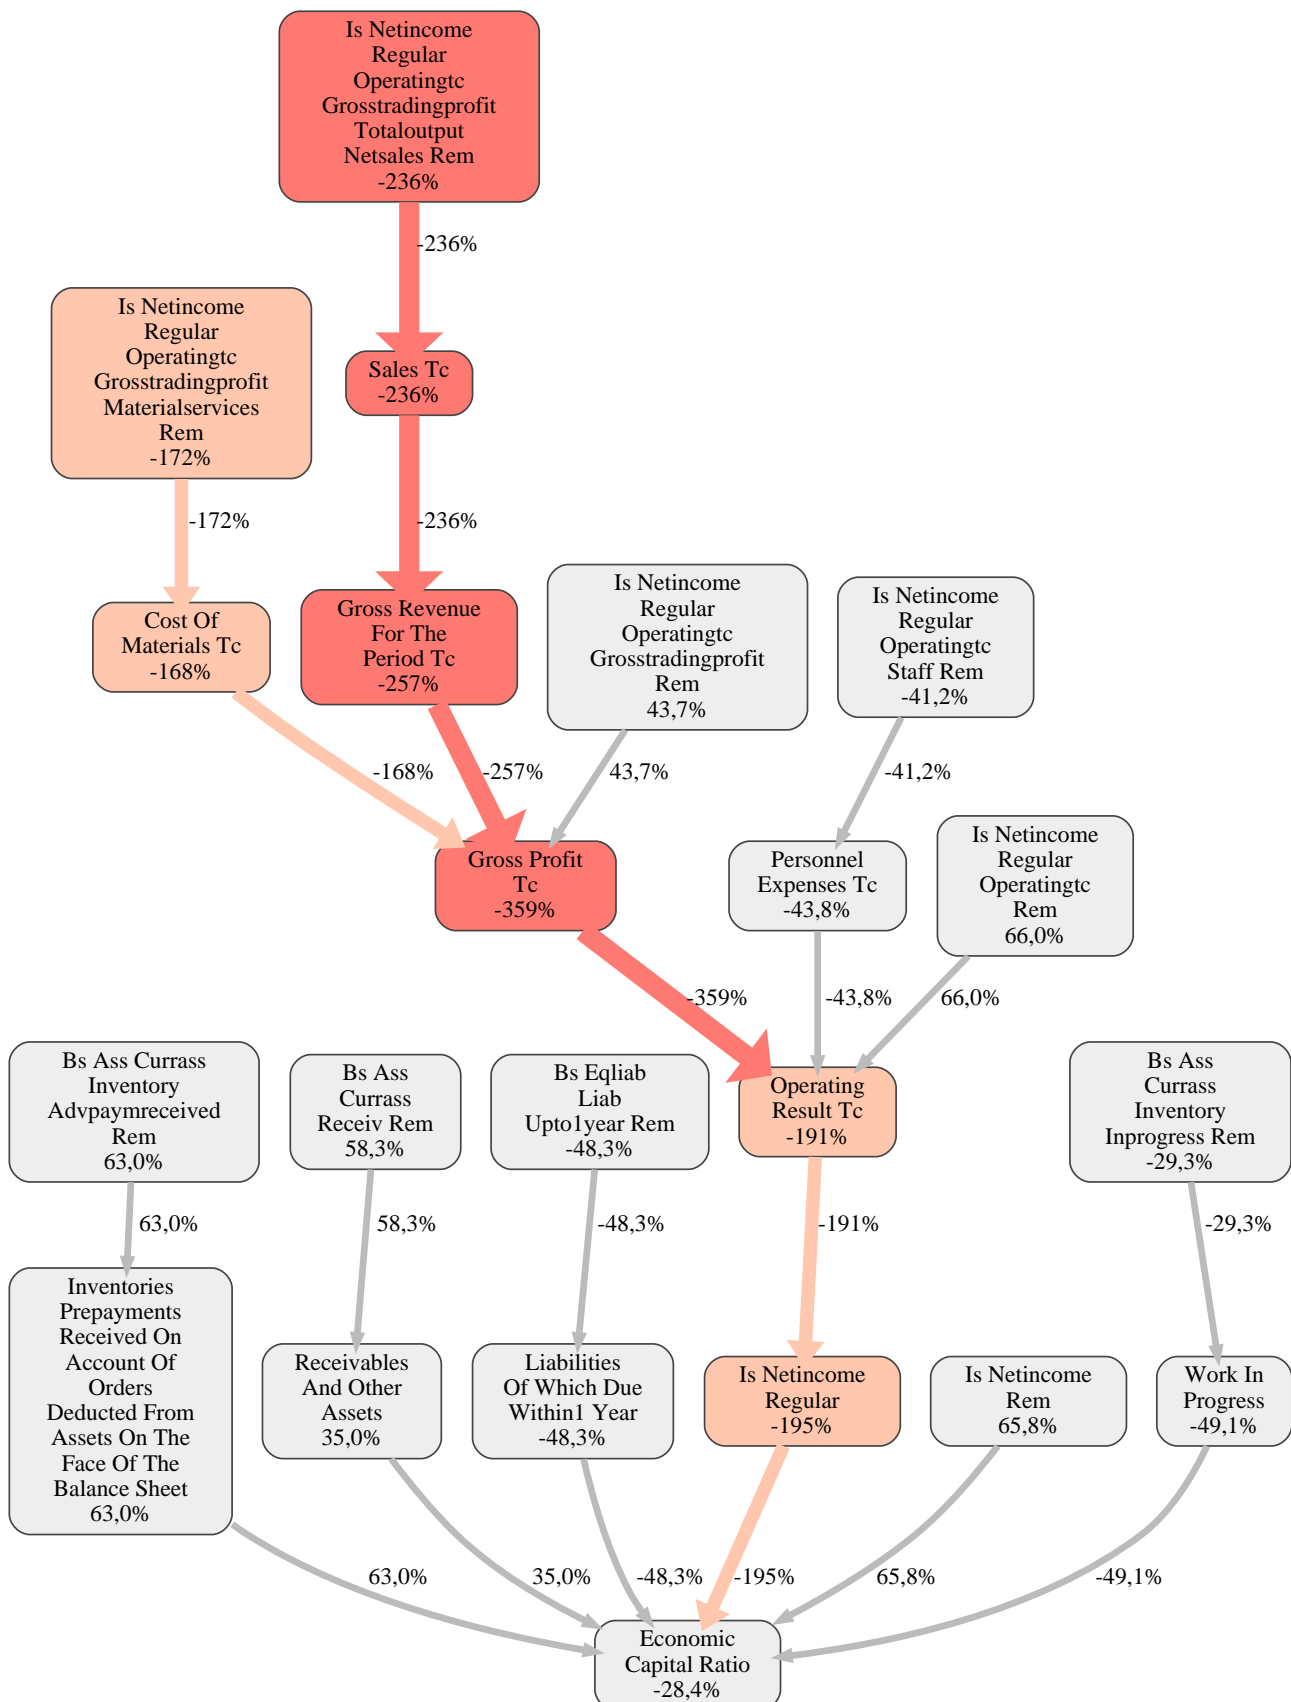 Is Netincome
Regular
Operatingtc
Grosstradingprofit
Totaloutput
Netsales Rem
-236%
-236%
Is Netincome
Regular
Operatingtc
Grosstradingprofit
Materialservices
Rem
-172%
Sales Tc
-236%
-172%
-236%
Is Netincome
Regular
Operatingtc
Grosstradingprofit
Rem
43,7%
Is Netincome
Regular
Operatingtc
Staff Rem
-41,2%
Cost Of
Materials Tc
-168%
Gross Revenue
For The
Period Tc
-257%
-168%
-257%
43,7%
-41,2%
Gross Profit
Tc
-359%
Personnel
Expenses Tc
-43,8%
Is Netincome
Regular
Operatingtc
Rem
66,0%
-359%
-43,8%
66,0%
Bs Ass Currass
Inventory
Advpaymreceived
Rem
63,0%
Bs Ass
Currass
Receiv Rem
58,3%
Bs Eqliab
Liab
Upto1year Rem
-48,3%
Operating
Result Tc
-191%
Bs Ass
Currass
Inventory
Inprogress Rem
-29,3%
63,0%
58,3%
-48,3%
-191%
-29,3%
Inventories
Prepayments
Received On
Account Of
Orders
Deducted From
Assets On The
Face Of The
Balance Sheet
63,0%
Receivables
And Other
Assets
35,0%
Liabilities
Of Which Due
Within1 Year
-48,3%
Is Netincome
Regular
-195%
Is Netincome
Rem
65,8%
Work In
Progress
-49,1%
63,0%
35,0%
-48,3%
-195%
65,8%
-49,1%
Economic
Capital Ratio
-28,4%